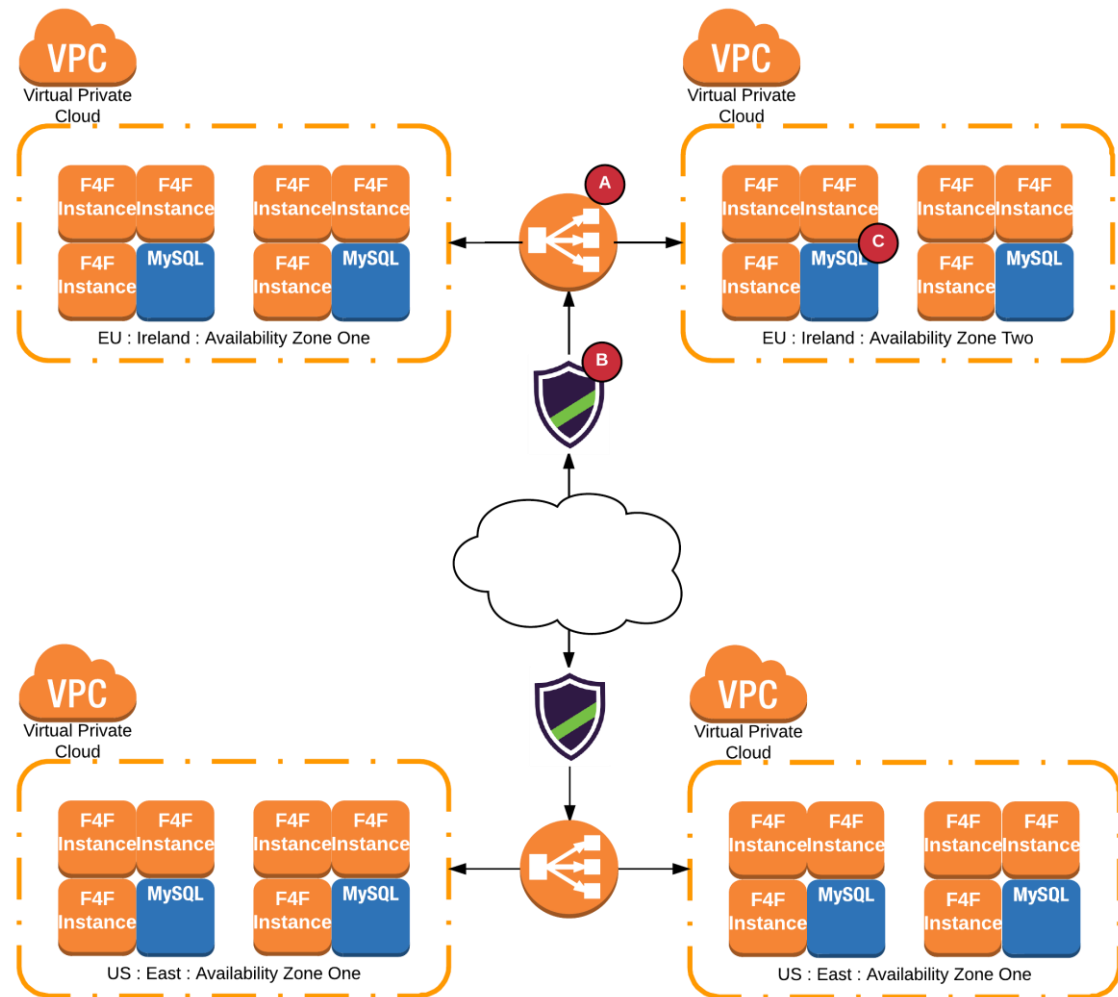 VPC
Virtual Private
Cloud
F4F
Instance
F4F
Instance
F4F
Instance
F4F
Instance
F4F
Instance
MySQL
F4F
Instance
MySQL
EU : Ireland : Availability Zone One
A
VPC
Virtual Private
Cloud
F4F
Instance
F4F
Instance
F4F
Instance
F4F
Instance
F4F
Instance
MySQL
C
F4F
Instance
MySQL
EU : Ireland : Availability Zone Two
B
VPC
Virtual Private
Cloud
F4F
Instance
F4F
Instance
F4F
Instance
F4F
Instance
F4F
Instance
MySQL
F4F
Instance
MySQL
US : East : Availability Zone One
VPC
Virtual Private
Cloud
F4F
Instance
F4F
Instance
F4F
Instance
F4F
Instance
F4F
Instance
MySQL
F4F
Instance
MySQL
US : East : Availability Zone One